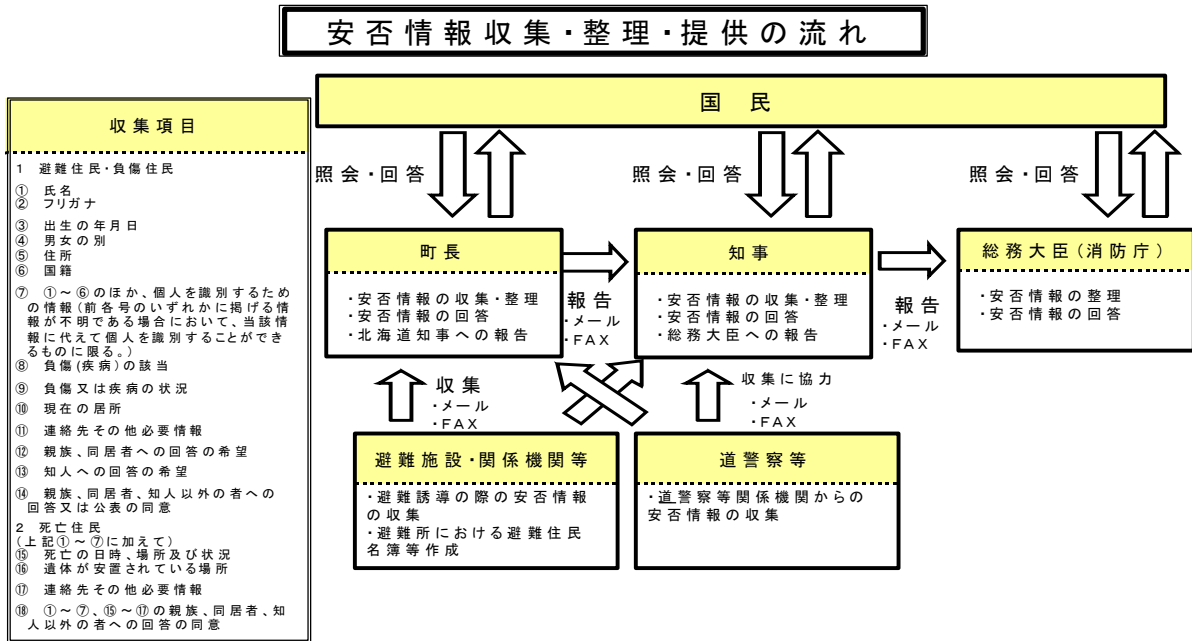 安否情報収集・整理・提供の流れ
国民
収集項目
1 避難住民・負傷住民
① 氏名
② フリガナ
③ 出生の年月日
④ 男女の別
⑤ 住所
⑥ 国籍
⑦ ①～⑥のほか、個人を識別するため
の情報(前各号のいずれかに掲げる情
報が不明である場合において、当該情
報に代えて個人を識別することができ
るものに限る。)
⑧ 負傷(疾病)の該当
⑨ 負傷又は疾病の状況
⑩ 現在の居所
⑪ 連絡先その他必要情報
⑫ 親族、同居者への回答の希望
⑬ 知人への回答の希望
⑭ 親族、同居者、知人以外の者への
回答又は公表の同意
2 死亡住民
(上記①～⑦に加えて)
⑮ 死亡の日時、場所及び状況
⑯ 遺体が安置されている場所
⑰ 連絡先その他必要情報
⑱ ①～⑦、⑮～⑰の親族、同居者、知
人以外の者への回答の同意
照会・回答
照会・回答
照会・回答
町長
・安否情報の収集・整理
・安否情報の回答
・北海道知事への報告
報告
・メール
・FAX
知事
・安否情報の収集・整理
・安否情報の回答
・総務大臣への報告
報告
・メール
・FAX
総務大臣(消防庁)
・安否情報の整理
・安否情報の回答
収集
・メール
・FAX
収集に協力
・メール
・FAX
避難施設・関係機関等
・避難誘導の際の安否情報
の収集
・避難所における避難住民
名簿等作成
道警察等
・道警察等関係機関からの
安否情報の収集